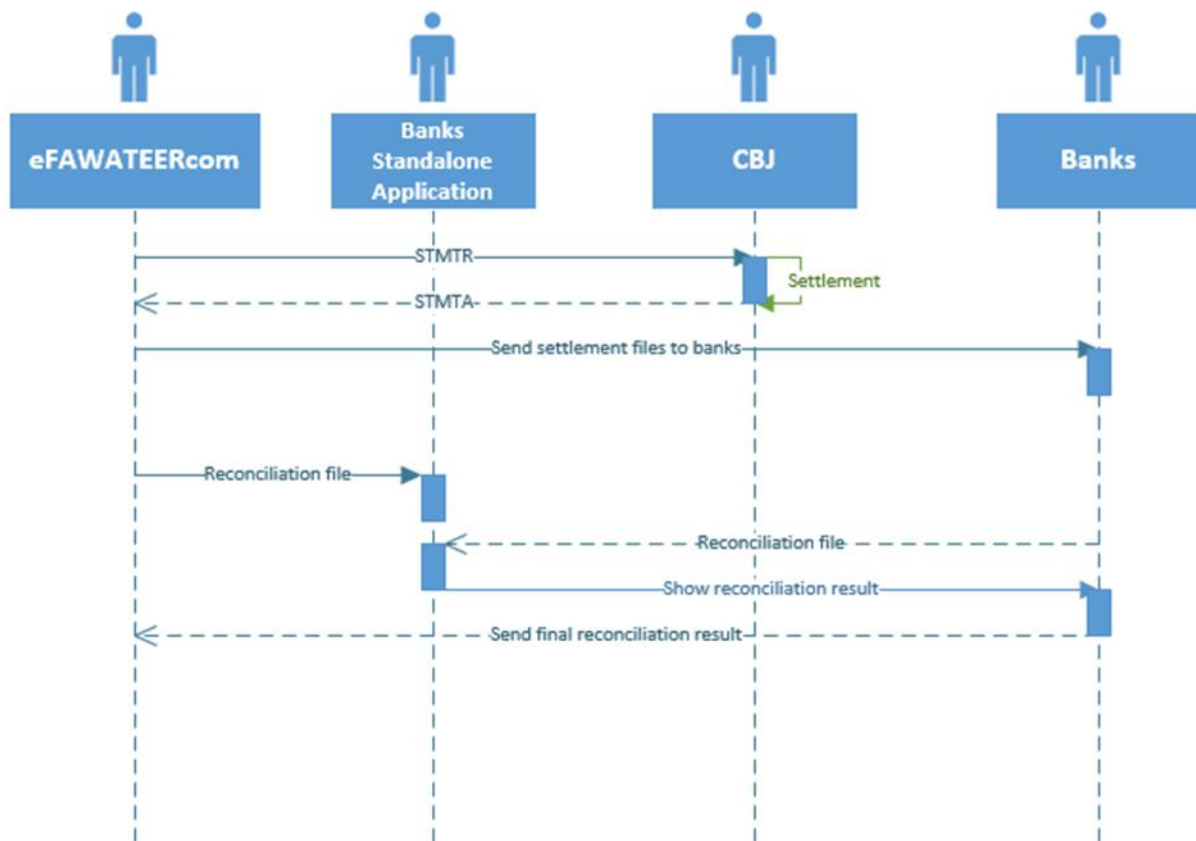 eFAWATEERcom
Banks
Standalone
Application
CBJ
Banks
STMTR
Settlement
STMTA
Send settlement files to banks
Reconciliation file
Reconciliation file
Show reconciliation result
Send final reconciliation result